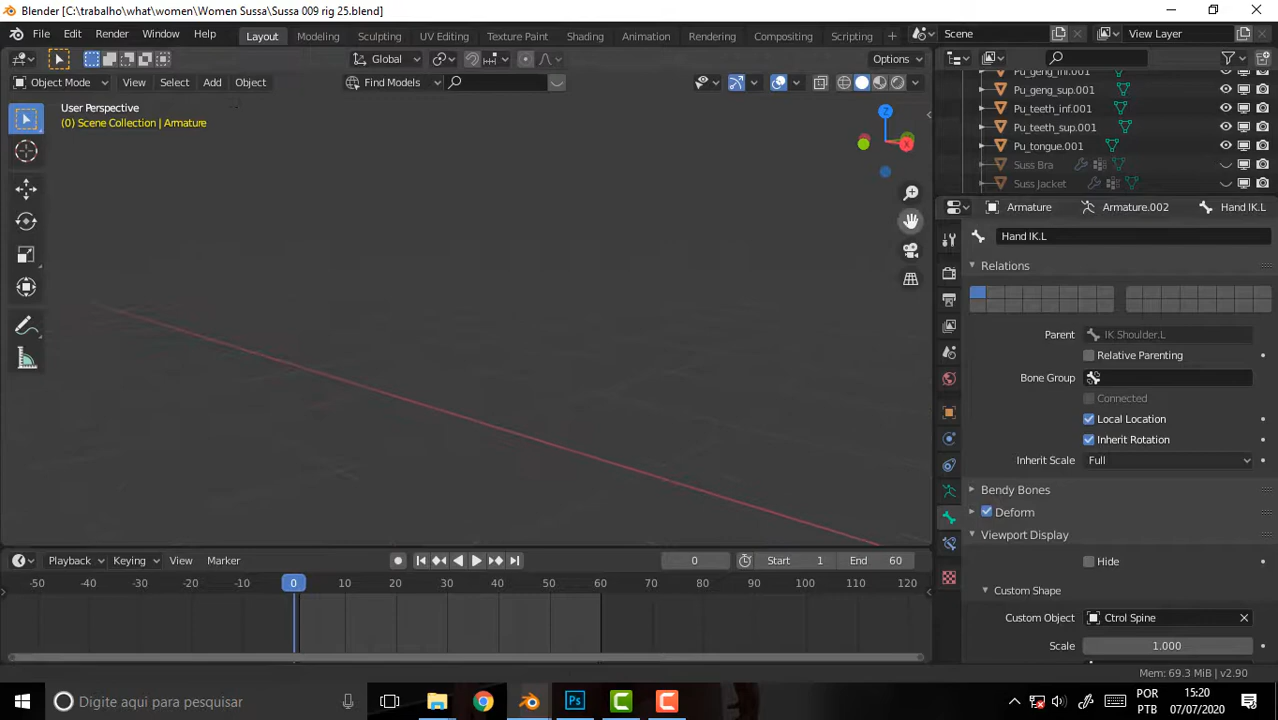 Blender [C:\trabalho\what\women\Women Sussa\Sussa 009 rig 25.blend]
File Edit Render Window Help Layout Modeling Sculpting UV Editing Texture Paint Shading Animation Rendering Compositing Scripting + Scene View Layer
Global Options
Object Mode View Select Add Object Find Models
User Perspective
(0) Scene Collection | Armature
Z
X
Pu_geng_inf.001
Pu_geng_sup.001
Pu_teeth_inf.001
Pu_teeth_sup.001
Pu_tongue.001
Suss Bra
Suss Jacket
Armature Armature.002 Hand IK.L
Hand IK.L
Relations
Parent IK Shoulder.L
Relative Parenting
Bone Group
Connected
Local Location
Inherit Rotation
Inherit Scale Full
Bendy Bones
Deform
Viewport Display
Hide
Custom Shape
Custom Object Ctrol Spine
Scale 1.000
Playback Keying View Marker 0 Start 1 End 60
-50 -40 -30 -20 -10 0 10 20 30 40 50 60 70 80 90 100 110 120
Mem: 69.3 MiB | v2.90
Digite aqui para pesquisar
POR
PTB
15:20
07/07/2020